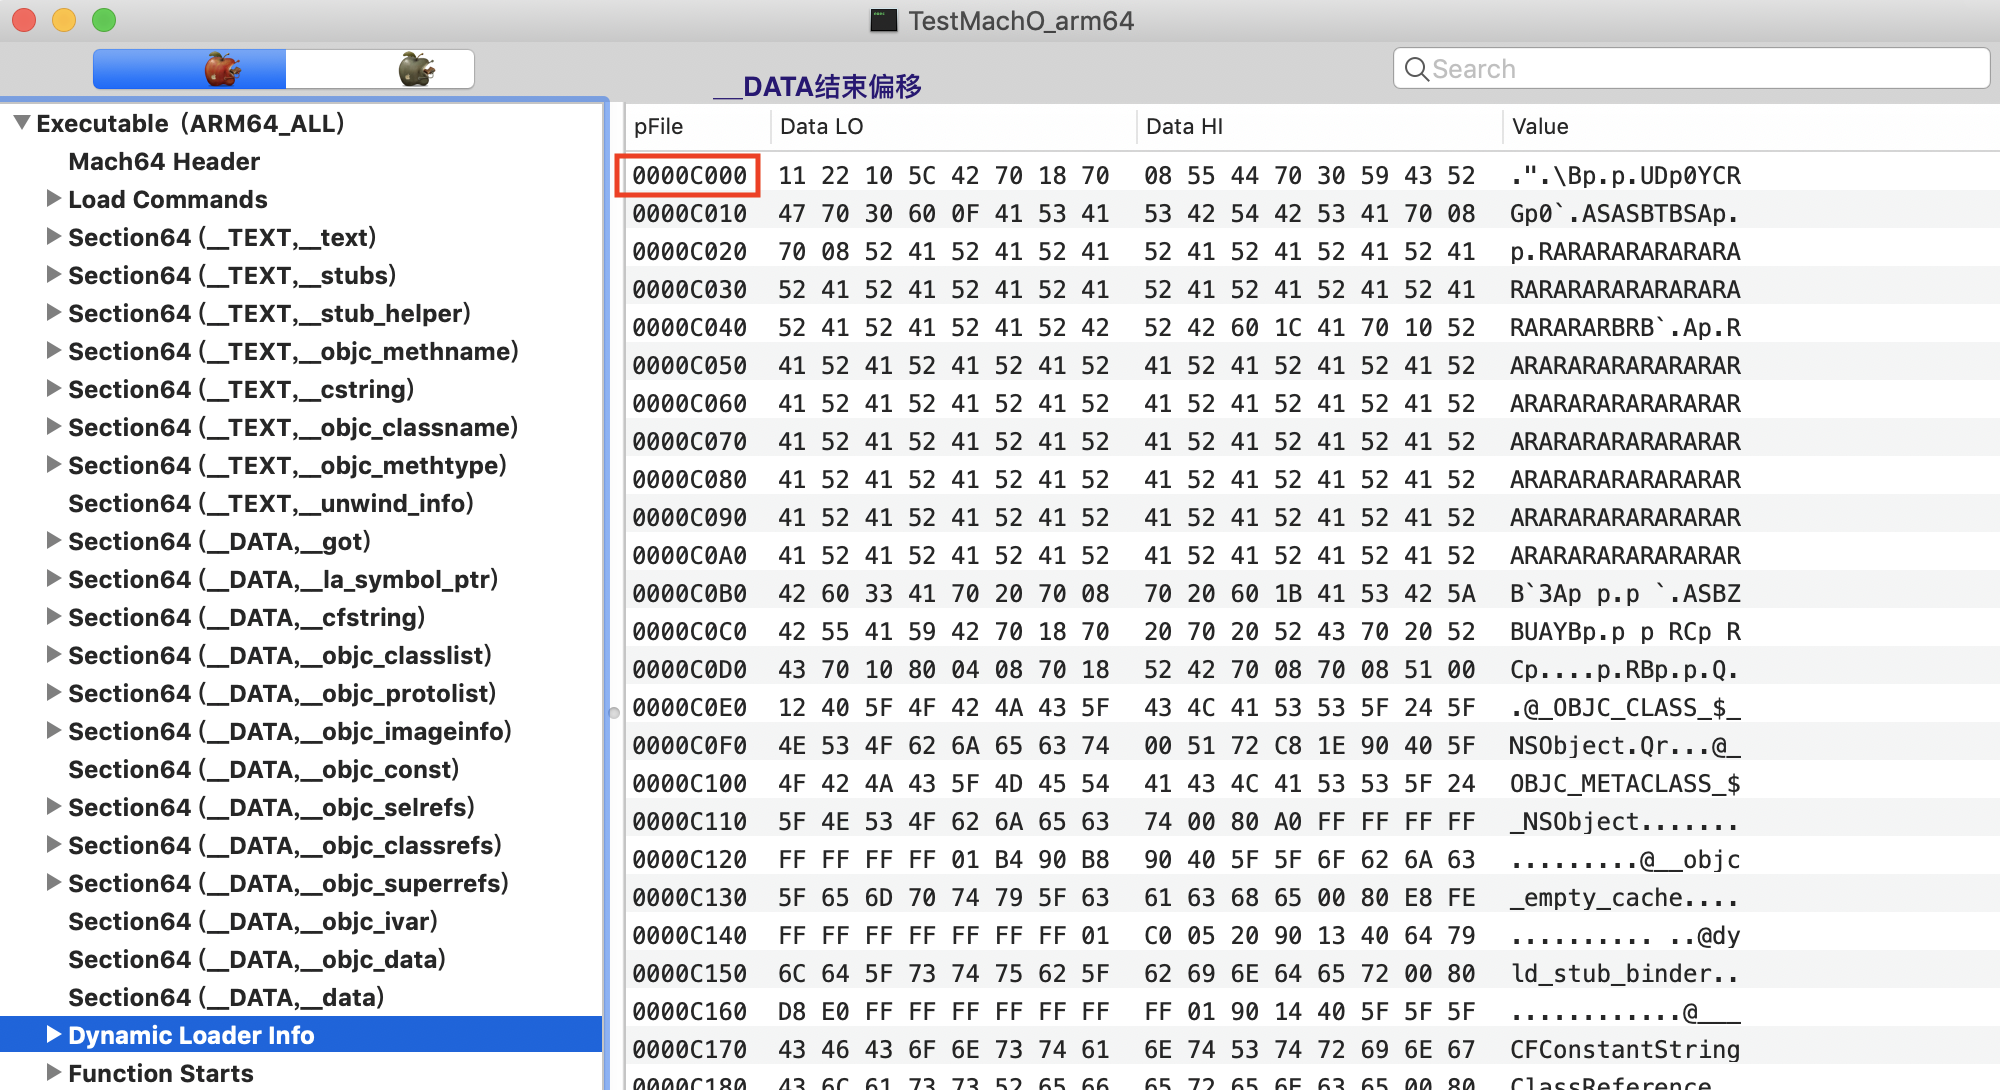 TestMachO_arm64
Search
__DATA结束偏移
Executable (ARM64_ALL)
Mach64 Header
Load Commands
Section64 (__TEXT,__text)
Section64 (__TEXT,__stubs)
Section64 (__TEXT,__stub_helper)
Section64 (__TEXT,__objc_methname)
Section64 (__TEXT,__cstring)
Section64 (__TEXT,__objc_classname)
Section64 (__TEXT,__objc_methtype)
Section64 (__TEXT,__unwind_info)
Section64 (__DATA,__got)
Section64 (__DATA,__la_symbol_ptr)
Section64 (__DATA,__cfstring)
Section64 (__DATA,__objc_classlist)
Section64 (__DATA,__objc_protolist)
Section64 (__DATA,__objc_imageinfo)
Section64 (__DATA,__objc_const)
Section64 (__DATA,__objc_selrefs)
Section64 (__DATA,__objc_classrefs)
Section64 (__DATA,__objc_superrefs)
Section64 (__DATA,__objc_ivar)
Section64 (__DATA,__objc_data)
Section64 (__DATA,__data)
Dynamic Loader Info
Function Starts
pFile Data LO Data HI Value
0000C000 11 22 10 5C 42 70 18 70 08 55 44 70 30 59 43 52 .".\Bp.p.UDp0YCR
0000C010 47 70 30 60 0F 41 53 41 53 42 54 42 53 41 70 08 Gp0`.ASASBTBSAp.
0000C020 70 08 52 41 52 41 52 41 52 41 52 41 52 41 52 41 p.RARARARARARARA
0000C030 52 41 52 41 52 41 52 41 52 41 52 41 52 41 52 41 RARARARARARARARA
0000C040 52 41 52 41 52 41 52 42 52 42 60 1C 41 70 10 52 RARARARBRB`.Ap.R
0000C050 41 52 41 52 41 52 41 52 41 52 41 52 41 52 41 52 ARARARARARARARAR
0000C060 41 52 41 52 41 52 41 52 41 52 41 52 41 52 41 52 ARARARARARARARAR
0000C070 41 52 41 52 41 52 41 52 41 52 41 52 41 52 41 52 ARARARARARARARAR
0000C080 41 52 41 52 41 52 41 52 41 52 41 52 41 52 41 52 ARARARARARARARAR
0000C090 41 52 41 52 41 52 41 52 41 52 41 52 41 52 41 52 ARARARARARARARAR
0000C0A0 41 52 41 52 41 52 41 52 41 52 41 52 41 52 41 52 ARARARARARARARAR
0000C0B0 42 60 33 41 70 20 70 08 70 20 60 1B 41 53 42 5A B`3Ap p.p `.ASBZ
0000C0C0 42 55 41 59 42 70 18 70 20 70 20 52 43 70 20 52 BUAYBp.p p RCp R
0000C0D0 43 70 10 80 04 08 70 18 52 42 70 08 70 08 51 00 Cp....p.RBp.p.Q.
0000C0E0 12 40 5F 4F 42 4A 43 5F 43 4C 41 53 53 5F 24 5F .@_OBJC_CLASS_$_
0000C0F0 4E 53 4F 62 6A 65 63 74 00 51 72 C8 1E 90 40 5F NSObject.Qr...@_
0000C100 4F 42 4A 43 5F 4D 45 54 41 43 4C 41 53 53 5F 24 OBJC_METACLASS_$
0000C110 5F 4E 53 4F 62 6A 65 63 74 00 80 A0 FF FF FF FF _NSObject.......
0000C120 FF FF FF FF 01 B4 90 B8 90 40 5F 5F 6F 62 6A 63 .........@__objc
0000C130 5F 65 6D 70 74 79 5F 63 61 63 68 65 00 80 E8 FE _empty_cache....
0000C140 FF FF FF FF FF FF FF 01 C0 05 20 90 13 40 64 79 .......... ..@dy
0000C150 6C 64 5F 73 74 75 62 5F 62 69 6E 64 65 72 00 80 ld_stub_binder..
0000C160 D8 E0 FF FF FF FF FF FF FF 01 90 14 40 5F 5F 5F ............@___
0000C170 43 46 43 6F 6E 73 74 61 6E 74 53 74 72 69 6E 67 CFConstantString
0000C180 43 6C 61 73 73 52 65 66 65 72 65 6E 63 65 00 80 ClassReference..